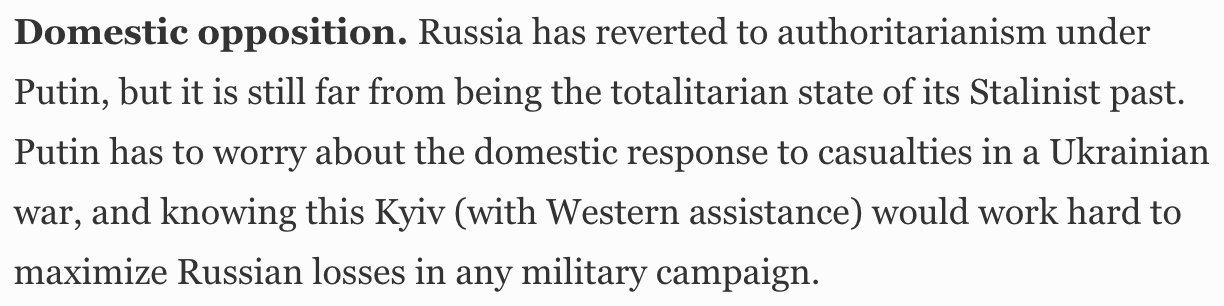 Domestic opposition. Russia has reverted to authoritarianism under
Putin, but it is still far from being the totalitarian state of its Stalinist past.
Putin has to worry about the domestic response to casualties in a Ukrainian
war, and knowing this Kyiv (with Western assistance) would work hard to
maximize Russian losses in any military campaign.